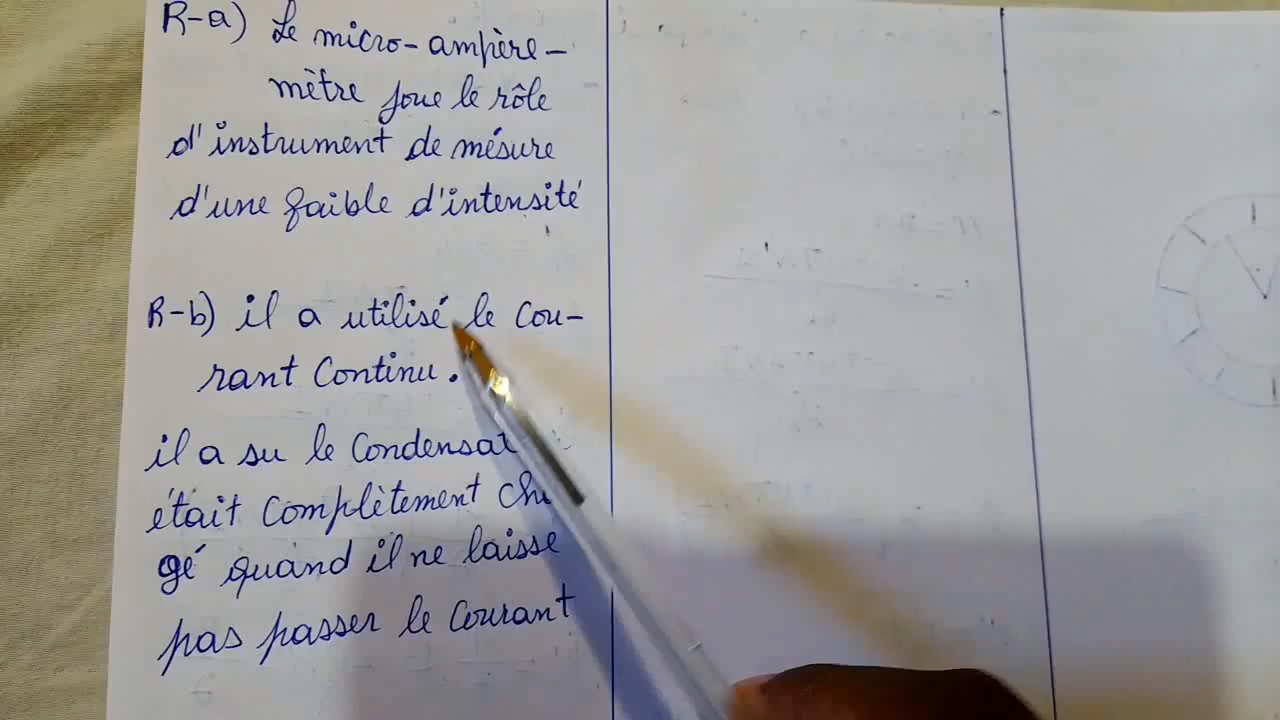 R-a) Le micro-ampère-
mètre joue le rôle
d'instrument de mésure
d'une faible d'intensité
R-b) il a utilisé le cou-
rant continu.
il a su le condensat
était complètement
gé quand il ne laisse
pas passer le courant